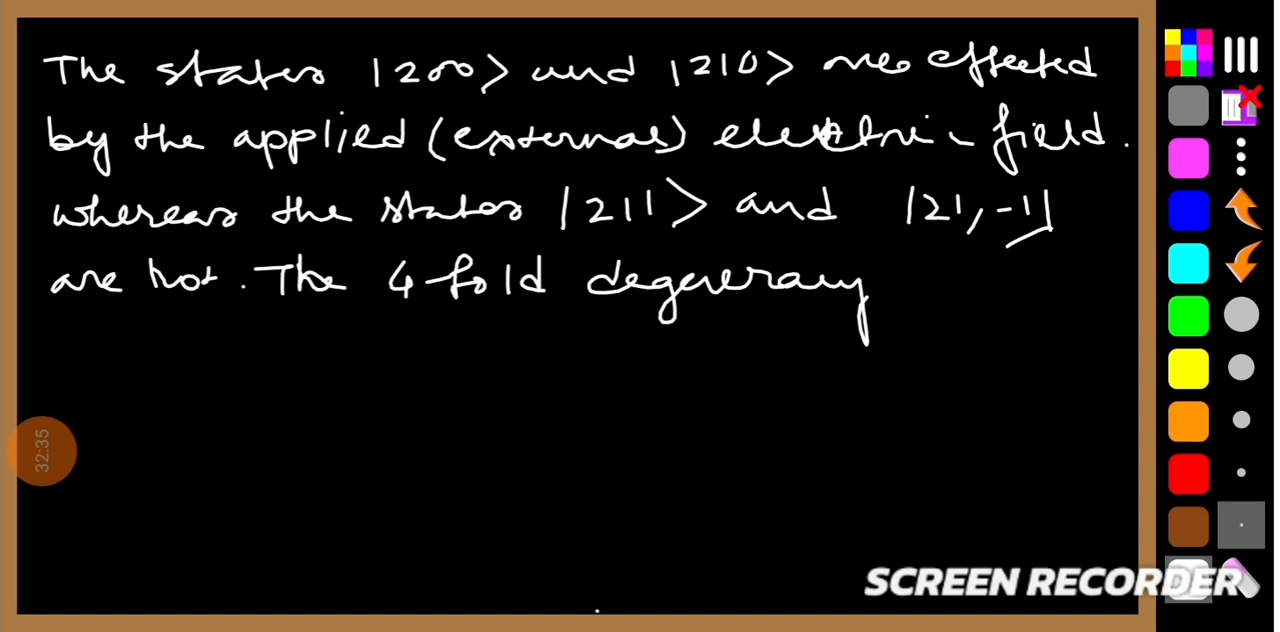 The states |200> and |210> are effected
by the applied (external) electric field.
whereas the states |211> and |21,-1|
are not. The 4-fold degeneracy
32:35
SCREEN RECORDER